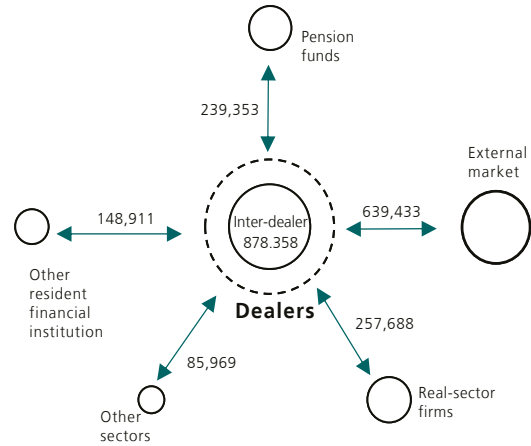 Pension
funds
239,353
External
market
148,911
Inter-dealer
878.358
639,433
Other
resident
financial
institution
Dealers
257,688
85,969
Real-sector
firms
Other
sectors